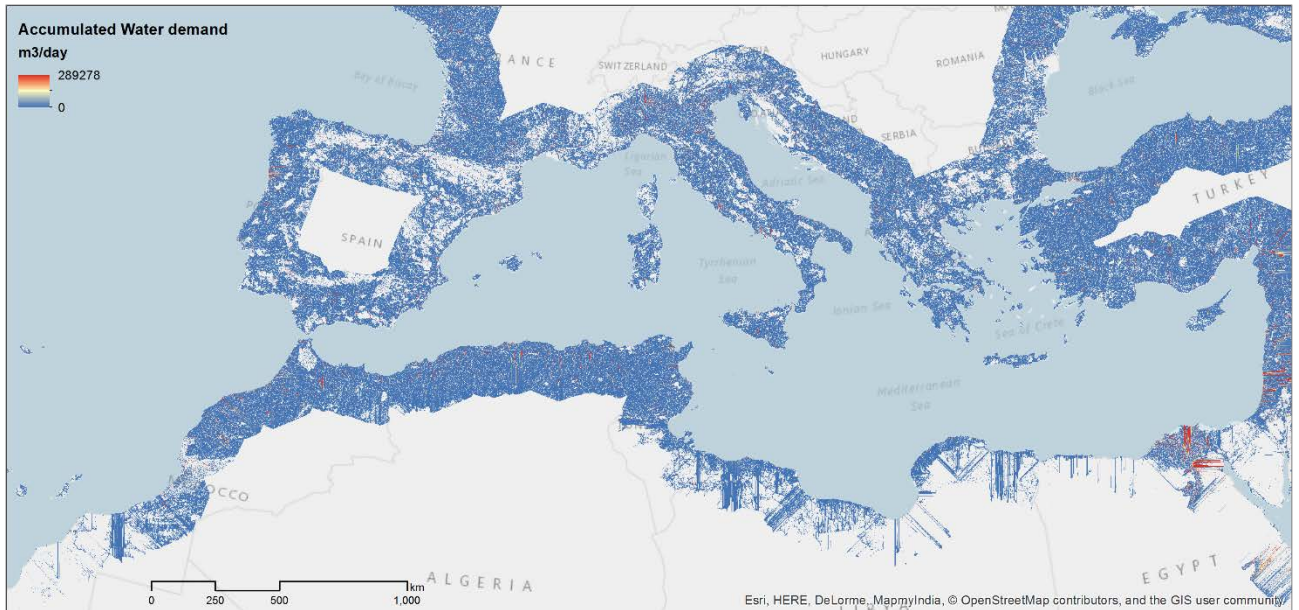 Accumulated Water demand
m3/day
289278
0
Bay of Biscay
RANCE
SWITZERLAND
HUNGARY
ROMANIA
Black Sea
SERBIA
Ligurian
Sea
Adriatic Sea
SPAIN
TURKEY
Tyrrhenian
Sea
Ionian Sea
Sea of Crete
Mediterranean
Sea
OCCO
ALGERIA
EGYPT
km
0 250 500 1,000
Esri, HERE, DeLorme, MapmyIndia, © OpenStreetMap contributors, and the GIS user community